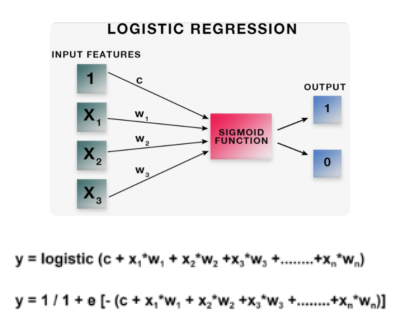 LOGISTIC REGRESSION
INPUT FEATURES
1
c
X₁
w₁
X₂
w₂
X₃
w₃
SIGMOID
FUNCTION
OUTPUT
1
0
y = logistic (c + x₁*w₁ + x₂*w₂ +x₃*w₃ +........+xₙ*wₙ)
y = 1 / 1 + e [- (c + x₁*w₁ + x₂*w₂ +x₃*w₃ +........+xₙ*wₙ)]